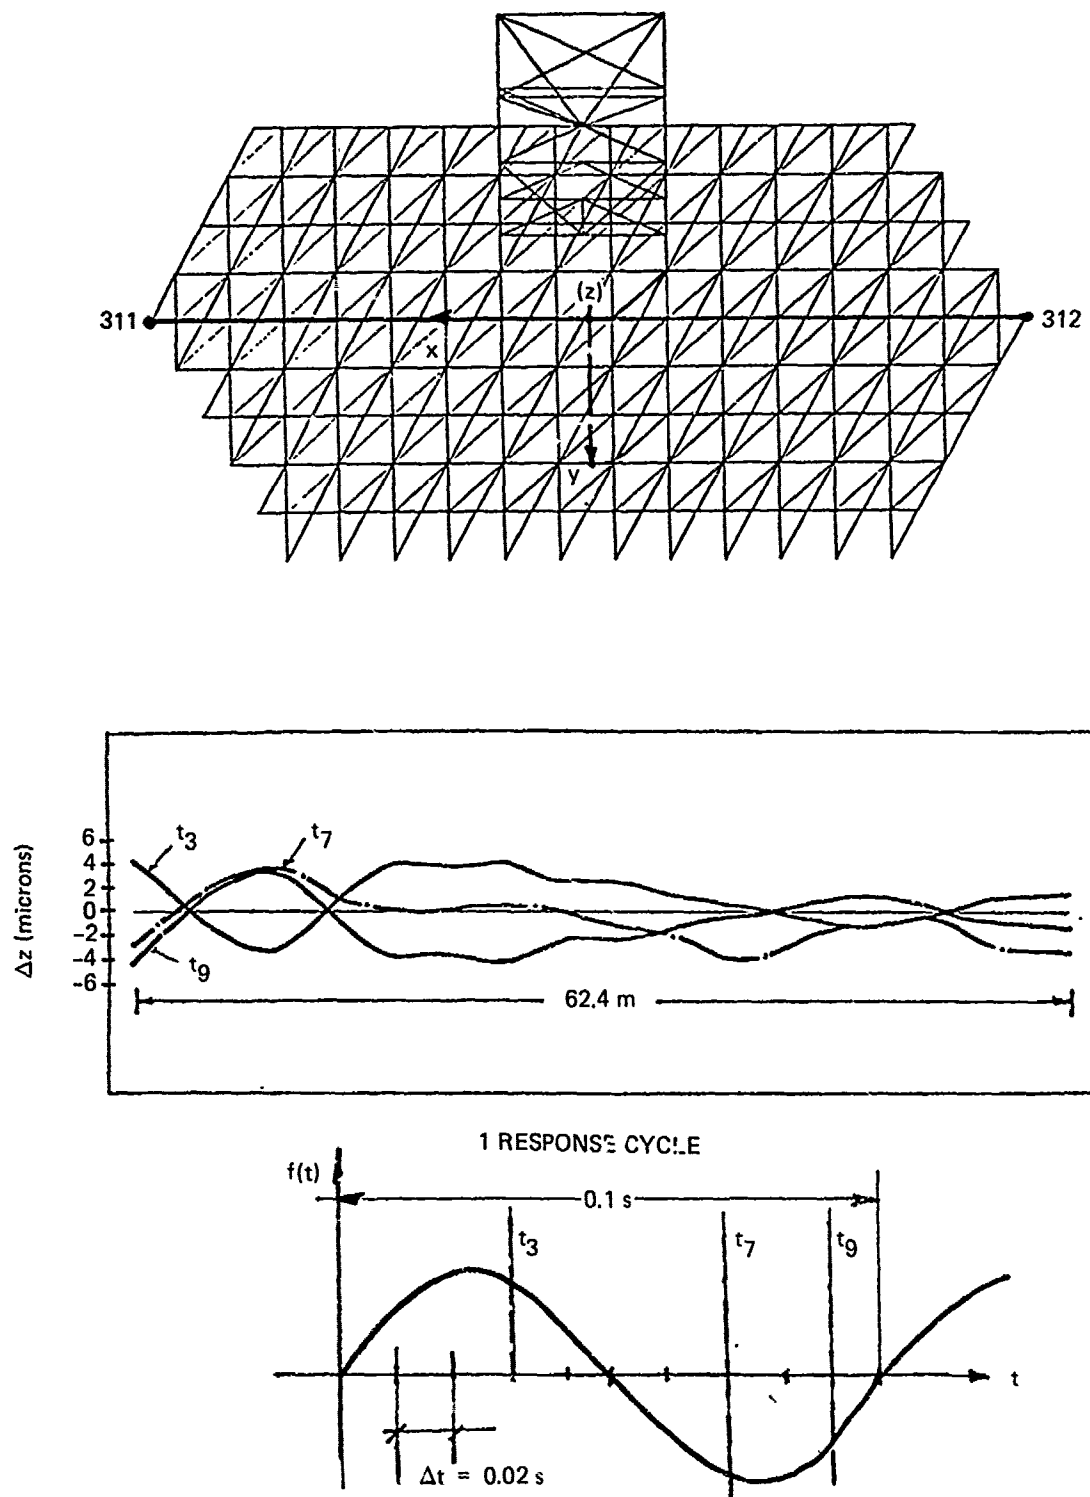 (z)
311
312
x
y
6
4
2
0
-2
-4
-6
Δz (microns)
t3
t7
t9
62.4 m
1 RESPONSE CYCLE
f(t)
0.1 s
t3
t7
t9
t
Δt = 0.02 s